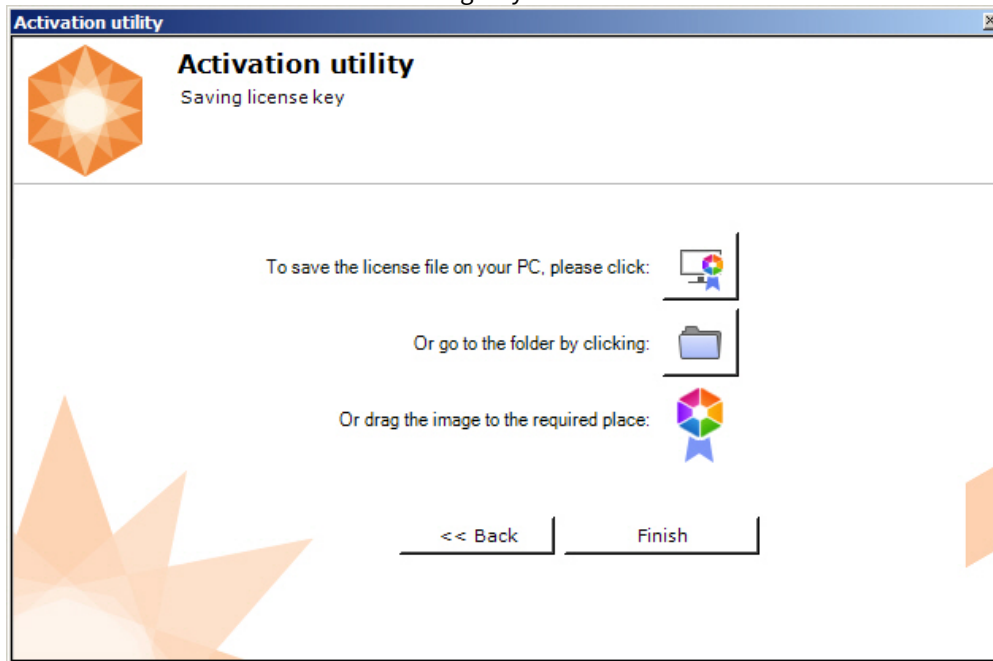 Activation utility
Activation utility
Saving license key
To save the license file on your PC, please click:
Or go to the folder by clicking:
Or drag the image to the required place:
<< Back
Finish